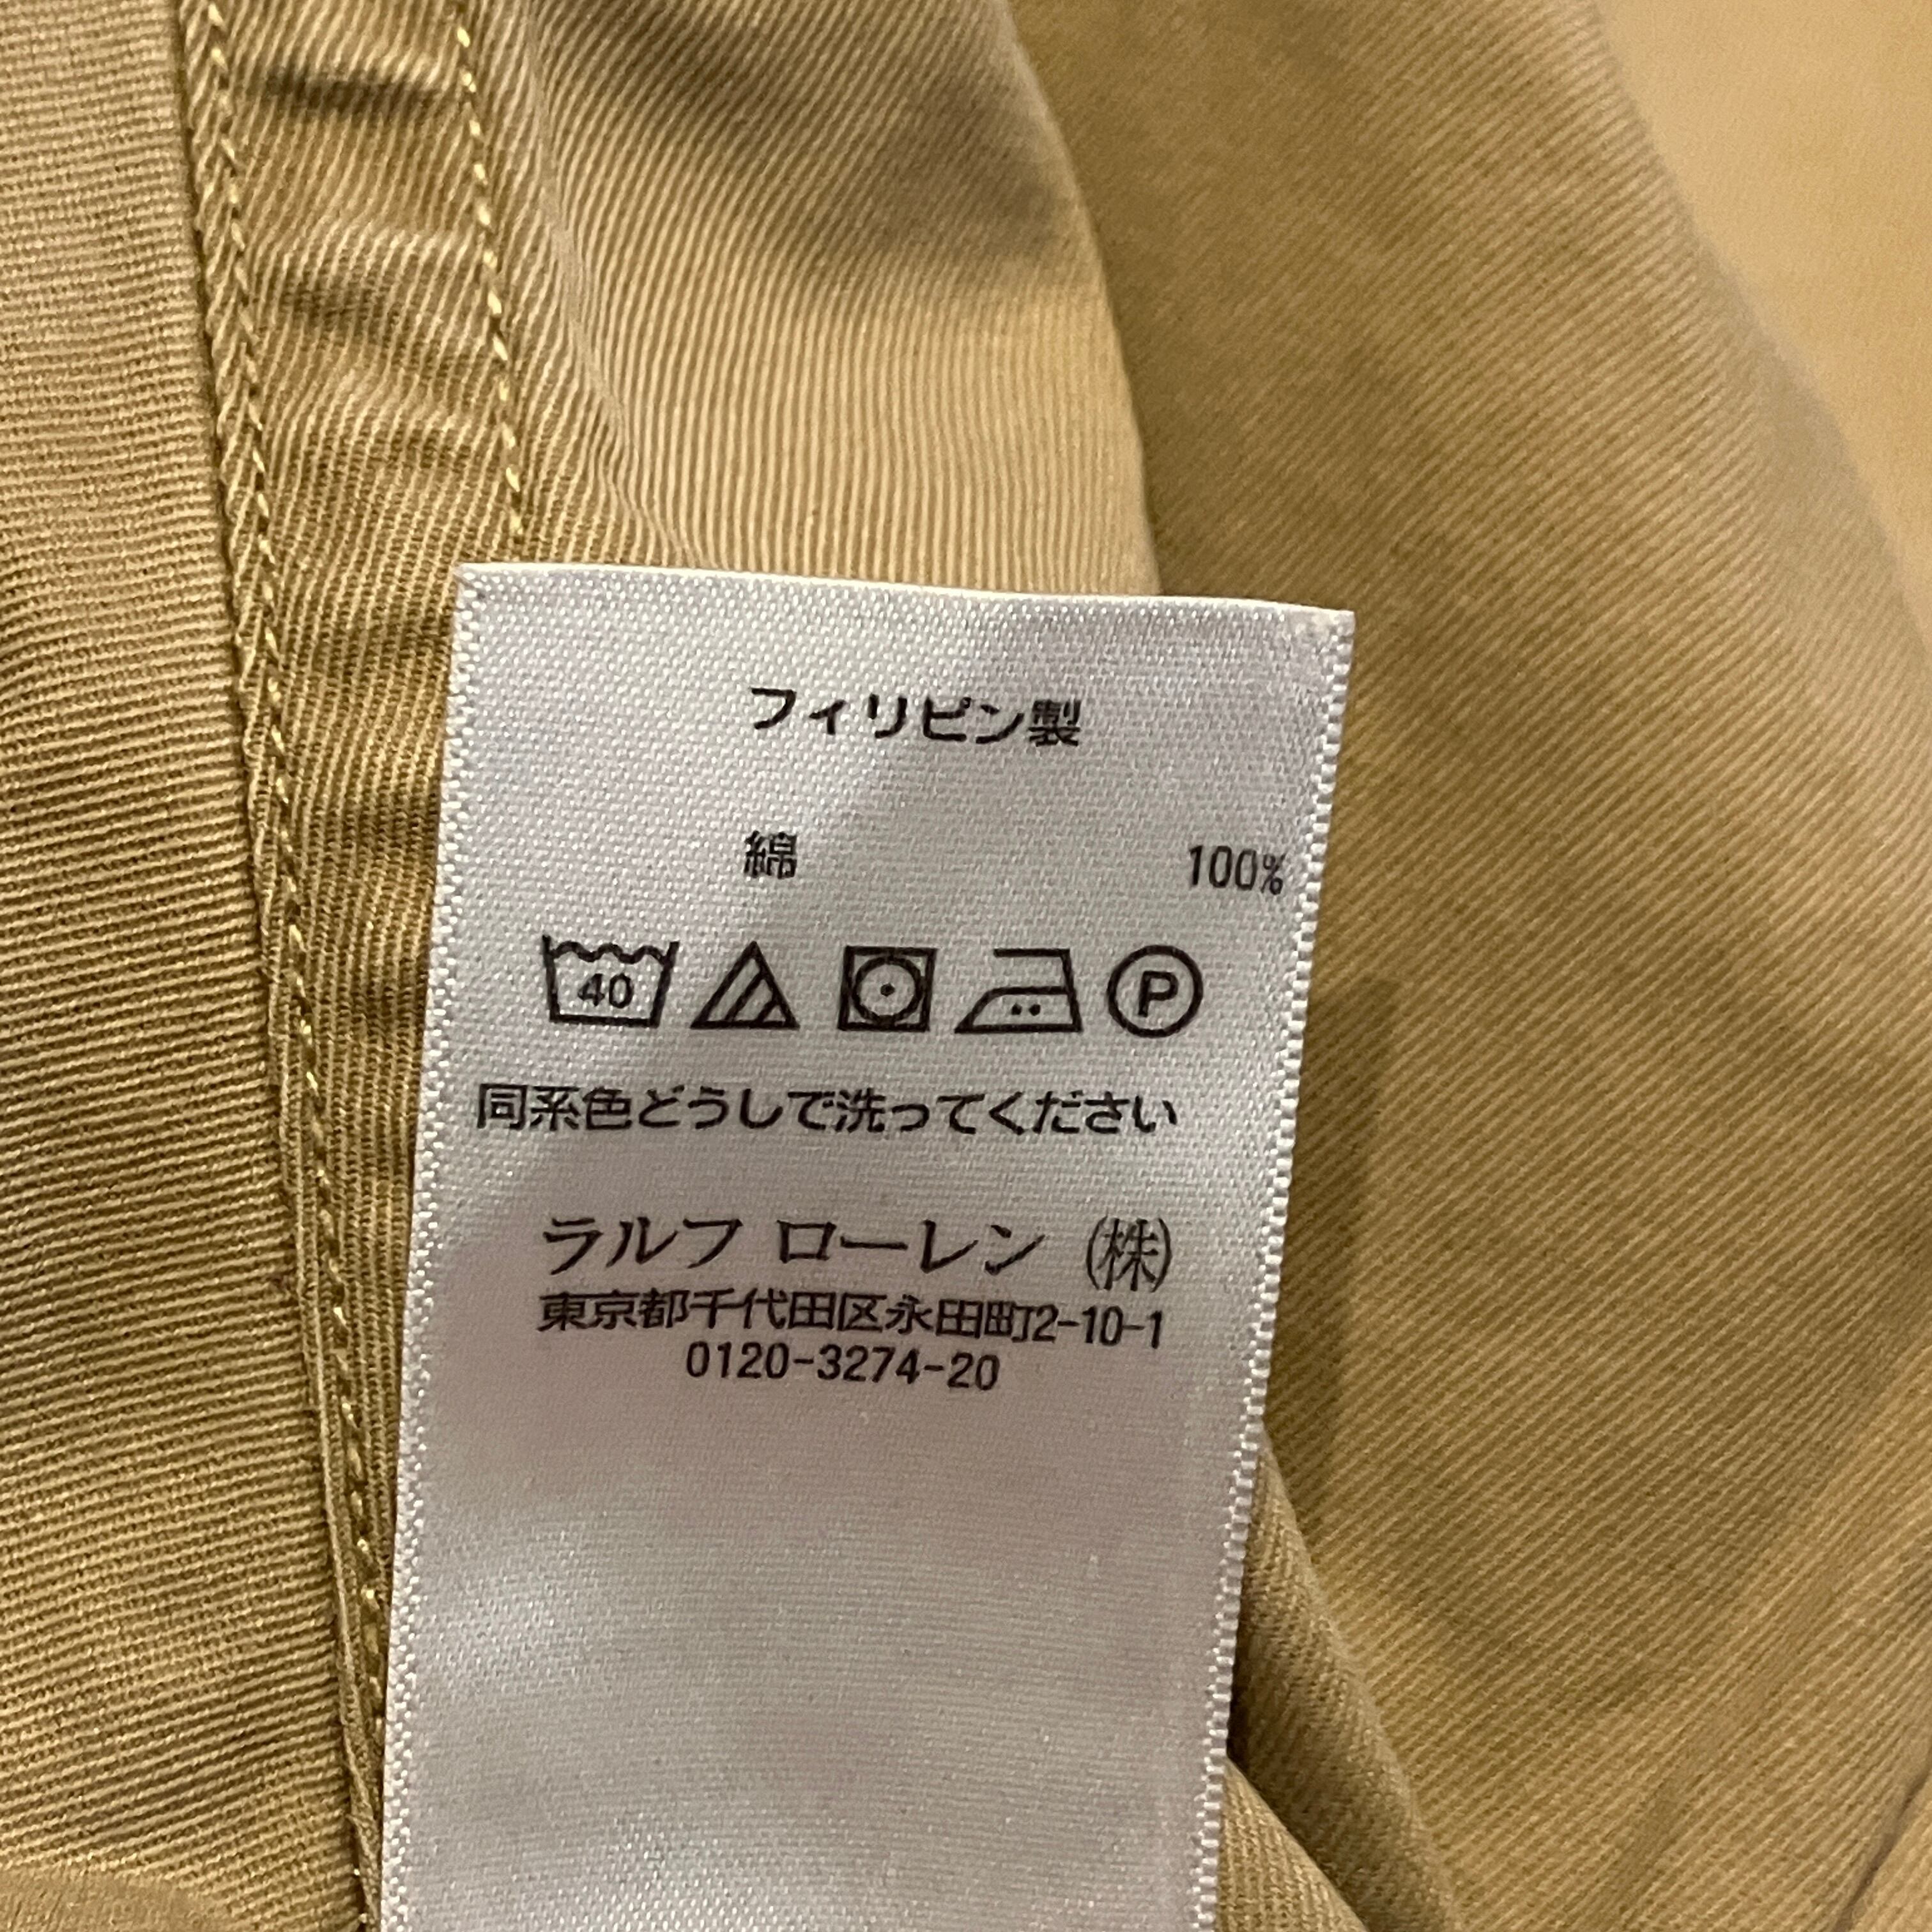 フィリピン製
綿 100%
40 P
同系色どうしで洗ってください
ラルフ ローレン (株)
東京都千代田区永田町2-10-1
0120-3274-20